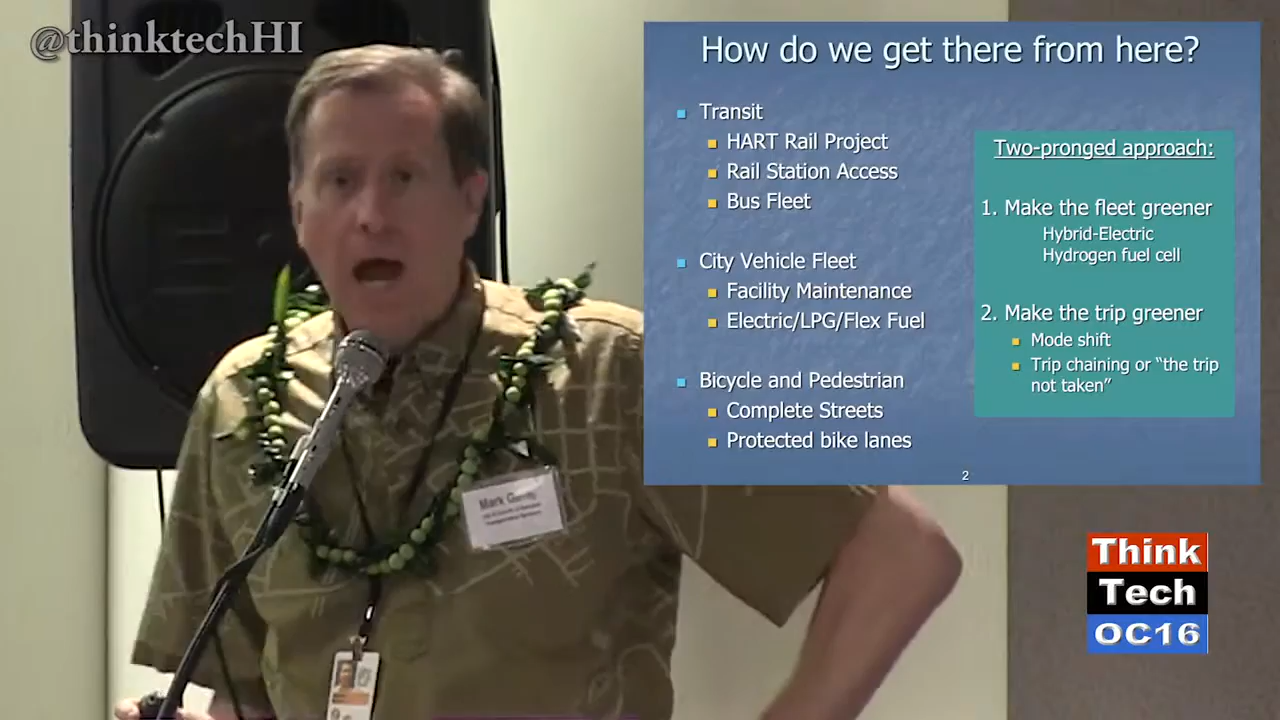 @thinktechHI
How do we get there from here?
Transit
HART Rail Project
Rail Station Access
Bus Fleet
City Vehicle Fleet
Facility Maintenance
Electric/LPG/Flex Fuel
Bicycle and Pedestrian
Complete Streets
Protected bike lanes
Two-pronged approach:
1. Make the fleet greener
Hybrid-Electric
Hydrogen fuel cell
2. Make the trip greener
Mode shift
Trip chaining or “the trip
not taken”
2
Mark
Think
Tech
OC16